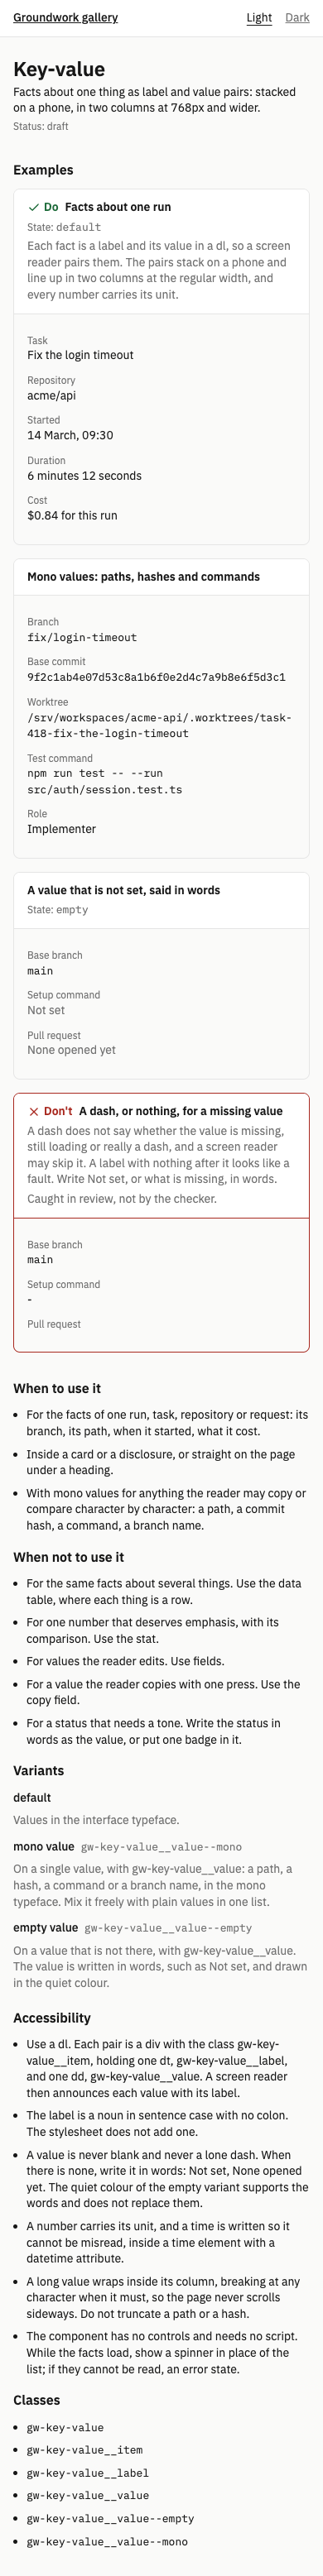 Groundwork gallery Light Dark
Key-value
Facts about one thing as label and value pairs: stacked
on a phone, in two columns at 768px and wider.
Status: draft
Examples
Do Facts about one run
State: default
Each fact is a label and its value in a dl, so a screen
reader pairs them. The pairs stack on a phone and
line up in two columns at the regular width, and
every number carries its unit.
Task
Fix the login timeout
Repository
acme/api
Started
14 March, 09:30
Duration
6 minutes 12 seconds
Cost
$0.84 for this run
Mono values: paths, hashes and commands
Branch
fix/login-timeout
Base commit
9f2c1ab4e07d53c8a1b6f0e2d4c7a9b8e6f5d3c1
Worktree
/srv/workspaces/acme-api/.worktrees/task-
418-fix-the-login-timeout
Test command
npm run test -- --run
src/auth/session.test.ts
Role
Implementer
A value that is not set, said in words
State: empty
Base branch
main
Setup command
Not set
Pull request
None opened yet
Don't A dash, or nothing, for a missing value
A dash does not say whether the value is missing,
still loading or really a dash, and a screen reader
may skip it. A label with nothing after it looks like a
fault. Write Not set, or what is missing, in words.
Caught in review, not by the checker.
Base branch
main
Setup command
-
Pull request
When to use it
• For the facts of one run, task, repository or request: its
branch, its path, when it started, what it cost.
• Inside a card or a disclosure, or straight on the page
under a heading.
• With mono values for anything the reader may copy or
compare character by character: a path, a commit
hash, a command, a branch name.
When not to use it
• For the same facts about several things. Use the data
table, where each thing is a row.
• For one number that deserves emphasis, with its
comparison. Use the stat.
• For values the reader edits. Use fields.
• For a value the reader copies with one press. Use the
copy field.
• For a status that needs a tone. Write the status in
words as the value, or put one badge in it.
Variants
default
Values in the interface typeface.
mono value gw-key-value__value--mono
On a single value, with gw-key-value__value: a path, a
hash, a command or a branch name, in the mono
typeface. Mix it freely with plain values in one list.
empty value gw-key-value__value--empty
On a value that is not there, with gw-key-value__value.
The value is written in words, such as Not set, and drawn
in the quiet colour.
Accessibility
• Use a dl. Each pair is a div with the class gw-key-
value__item, holding one dt, gw-key-value__label,
and one dd, gw-key-value__value. A screen reader
then announces each value with its label.
• The label is a noun in sentence case with no colon.
The stylesheet does not add one.
• A value is never blank and never a lone dash. When
there is none, write it in words: Not set, None opened
yet. The quiet colour of the empty variant supports the
words and does not replace them.
• A number carries its unit, and a time is written so it
cannot be misread, inside a time element with a
datetime attribute.
• A long value wraps inside its column, breaking at any
character when it must, so the page never scrolls
sideways. Do not truncate a path or a hash.
• The component has no controls and needs no script.
While the facts load, show a spinner in place of the
list; if they cannot be read, an error state.
Classes
• gw-key-value
• gw-key-value__item
• gw-key-value__label
• gw-key-value__value
• gw-key-value__value--empty
• gw-key-value__value--mono